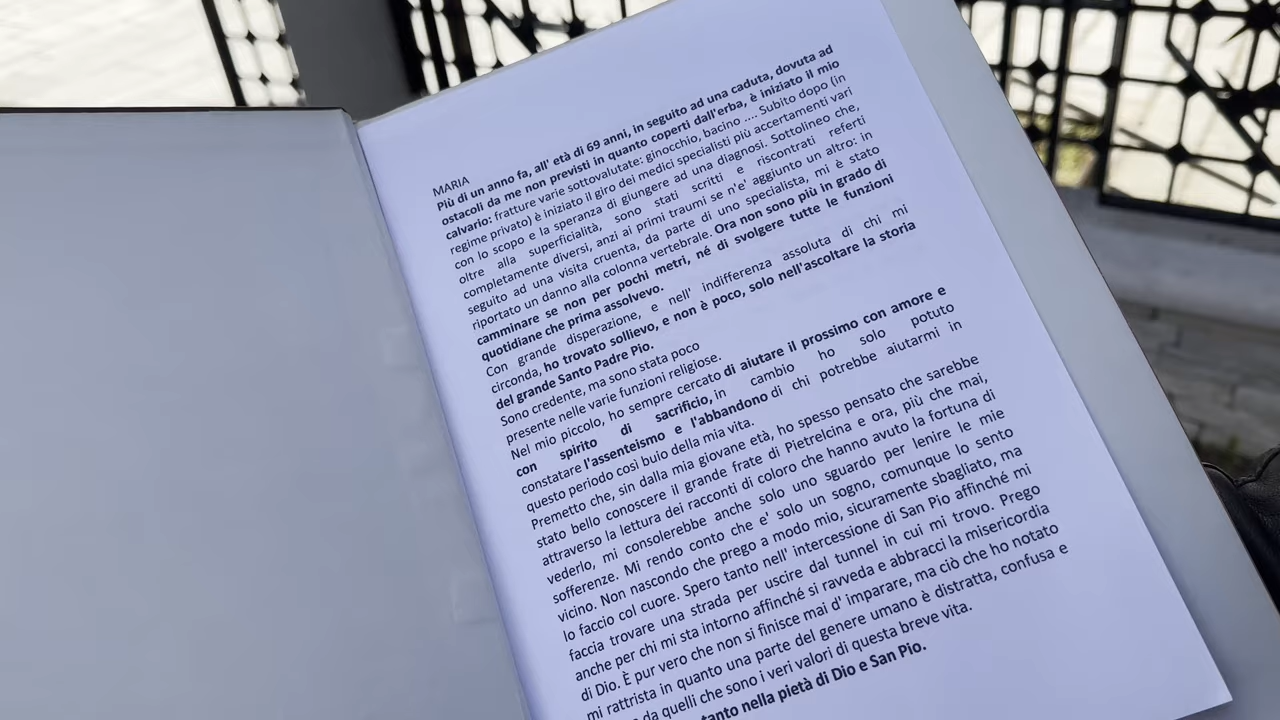 MARIA
Più di un anno fa, all' età di 69 anni, in seguito ad una caduta, dovuta ad
ostacoli da me non previsti in quanto coperti dall'erba, è iniziato il mio
calvario: fratture varie sottovalutate: ginocchio, bacino .... Subito dopo (in
regime privato) è iniziato il giro dei medici specialisti più accertamenti vari
con lo scopo e la speranza di giungere ad una diagnosi. Sottolineo che,
oltre alla superficialità, sono stati scritti e riscontrati referti
completamente diversi, anzi ai primi traumi se n'e' aggiunto un altro: in
seguito ad una visita cruenta, da parte di uno specialista, mi è stato
riportato un danno alla colonna vertebrale. Ora non sono più in grado di
camminare se non per pochi metri, né di svolgere tutte le funzioni
quotidiane che prima assolvevo.
Con grande disperazione, e nell' indifferenza assoluta di chi mi
circonda, ho trovato sollievo, e non è poco, solo nell'ascoltare la storia
del grande Santo Padre Pio.
Sono credente, ma sono stata poco
presente nelle varie funzioni religiose.
Nel mio piccolo, ho sempre cercato di aiutare il prossimo con amore e
con spirito di sacrificio, in cambio ho solo potuto
constatare l'assenteismo e l'abbandono di chi potrebbe aiutarmi in
questo periodo così buio della mia vita.
Premetto che, sin dalla mia giovane età, ho spesso pensato che sarebbe
stato bello conoscere il grande frate di Pietrelcina e ora, più che mai,
attraverso la lettura dei racconti di coloro che hanno avuto la fortuna di
vederlo, mi consolerebbe anche solo uno sguardo per lenire le mie
sofferenze. Mi rendo conto che e' solo un sogno, comunque lo sento
vicino. Non nascondo che prego a modo mio, sicuramente sbagliato, ma
lo faccio col cuore. Spero tanto nell' intercessione di San Pio affinché mi
faccia trovare una strada per uscire dal tunnel in cui mi trovo. Prego
anche per chi mi sta intorno affinché si ravveda e abbracci la misericordia
di Dio. È pur vero che non si finisce mai d' imparare, ma ciò che ho notato
mi rattrista in quanto una parte del genere umano è distratta, confusa e
da quelli che sono i veri valori di questa breve vita.
tanto nella pietà di Dio e San Pio.